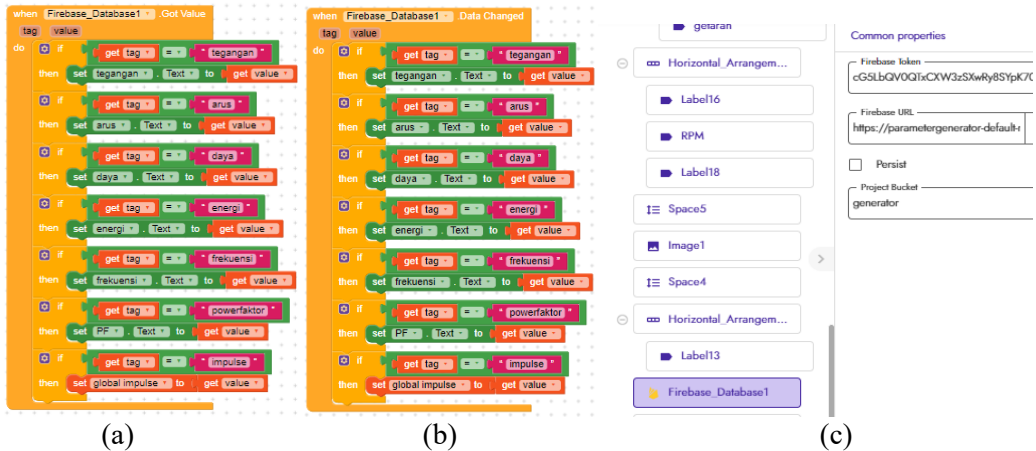 when Firebase_Database1 .Got Value
tag value
do if get tag = " tegangan "
then set tegangan . Text to get value
if get tag = " arus "
then set arus . Text to get value
if get tag = " daya "
then set daya . Text to get value
if get tag = " energi "
then set energi . Text to get value
if get tag = " frekuensi "
then set frekuensi . Text to get value
if get tag = " powerfaktor "
then set PF . Text to get value
if get tag = " impulse "
then set global impulse to get value
(a)
when Firebase_Database1 .Data Changed
tag value
do if get tag = " tegangan "
then set tegangan . Text to get value
if get tag = " arus "
then set arus . Text to get value
if get tag = " daya "
then set daya . Text to get value
if get tag = " energi "
then set energi . Text to get value
if get tag = " frekuensi "
then set frekuensi . Text to get value
if get tag = " powerfaktor "
then set PF . Text to get value
if get tag = " impulse "
then set global impulse to get value
(b)
getaran
Horizontal_Arrangem...
Label16
RPM
Label18
Space5
Image1
Space4
Horizontal_Arrangem...
Label13
Firebase_Database1
Common properties
Firebase Token
Firebase URL
https://parametergenerator-default-r
Persist
Project Bucket
generator
(c)